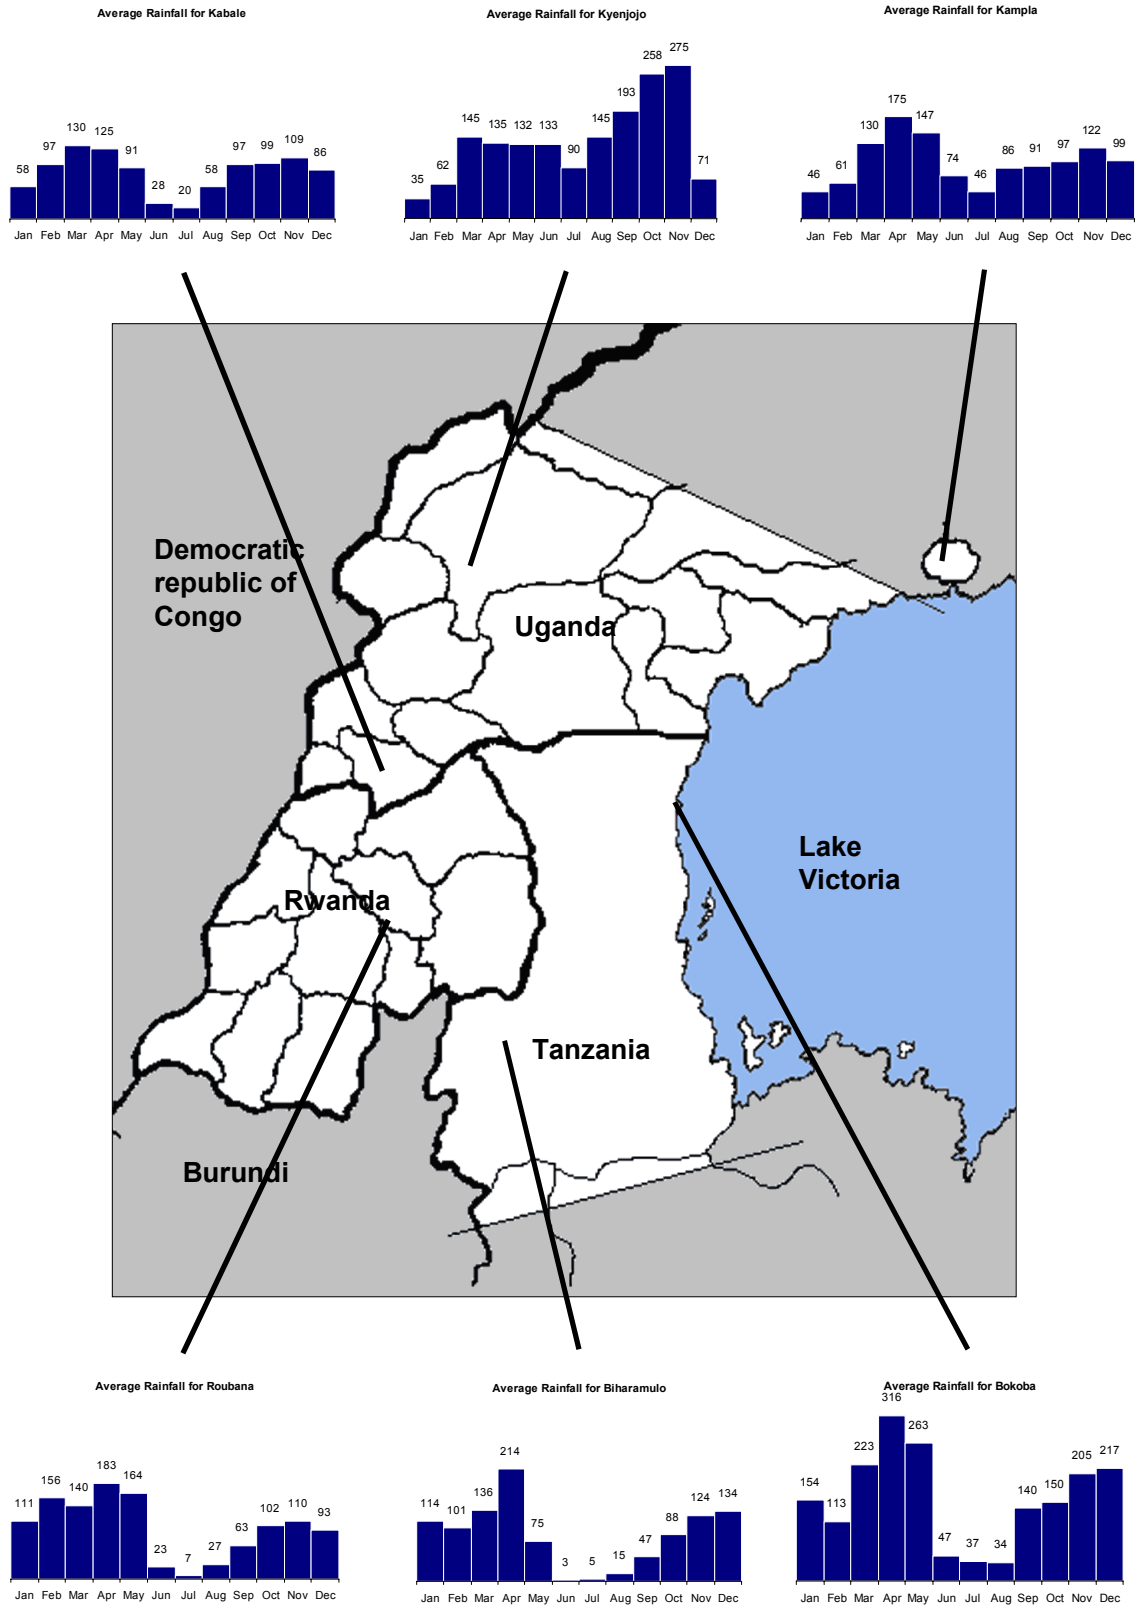 Average Rainfall for Kabale
58 97 130 125 91 28 20 58 97 99 109 86
Jan Feb Mar Apr May Jun Jul Aug Sep Oct Nov Dec
Average Rainfall for Kyenjojo
35 62 145 135 132 133 90 145 193 258 275 71
Jan Feb Mar Apr May Jun Jul Aug Sep Oct Nov Dec
Average Rainfall for Kampla
46 61 130 175 147 74 46 86 91 97 122 99
Jan Feb Mar Apr May Jun Jul Aug Sep Oct Nov Dec
Democratic
republic of
Congo
Uganda
Lake
Victoria
Rwanda
Tanzania
Burundi
Average Rainfall for Roubana
111 156 140 183 164 23 7 27 63 102 110 93
Jan Feb Mar Apr May Jun Jul Aug Sep Oct Nov Dec
Average Rainfall for Biharamulo
114 101 136 214 75 3 5 15 47 88 124 134
Jan Feb Mar Apr May Jun Jul Aug Sep Oct Nov Dec
Average Rainfall for Bokoba
154 113 223 316 263 47 37 34 140 150 205 217
Jan Feb Mar Apr May Jun Jul Aug Sep Oct Nov Dec